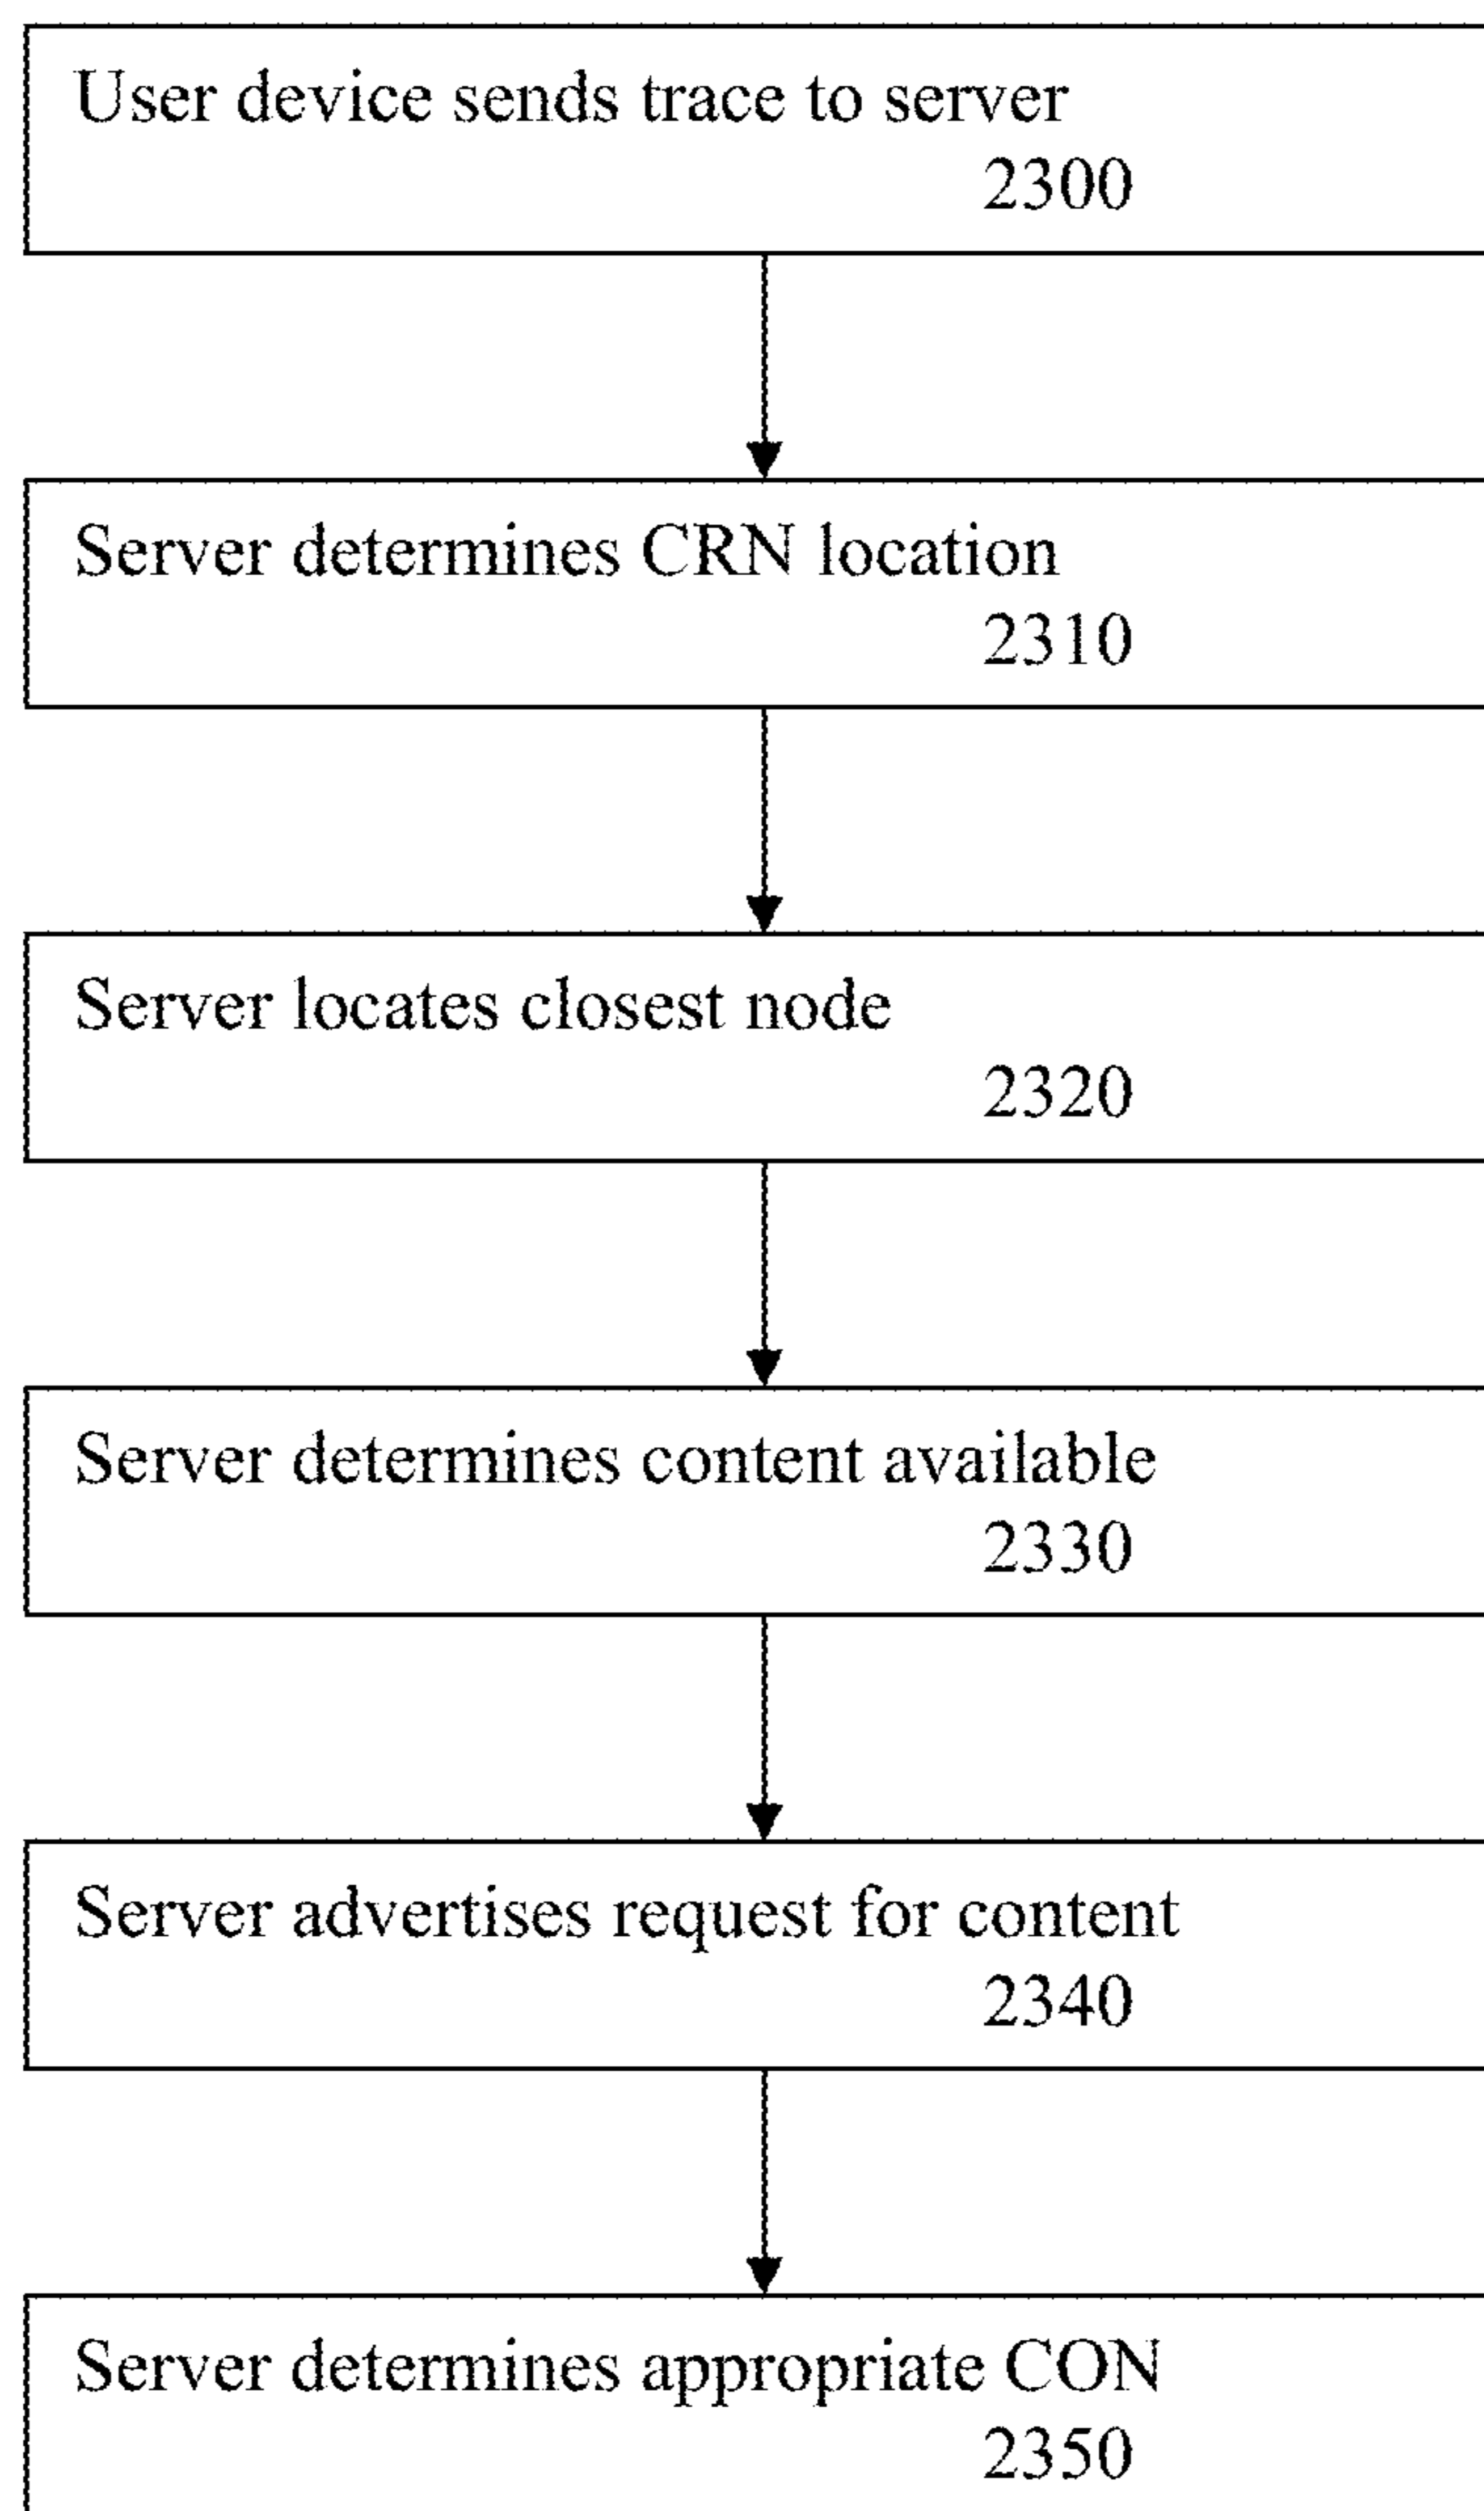 User device sends trace to server
2300
Server determines CRN location
2310
Server locates closest node
2320
Server determines content available
2330
Server advertises request for content
2340
Server determines appropriate CON
2350